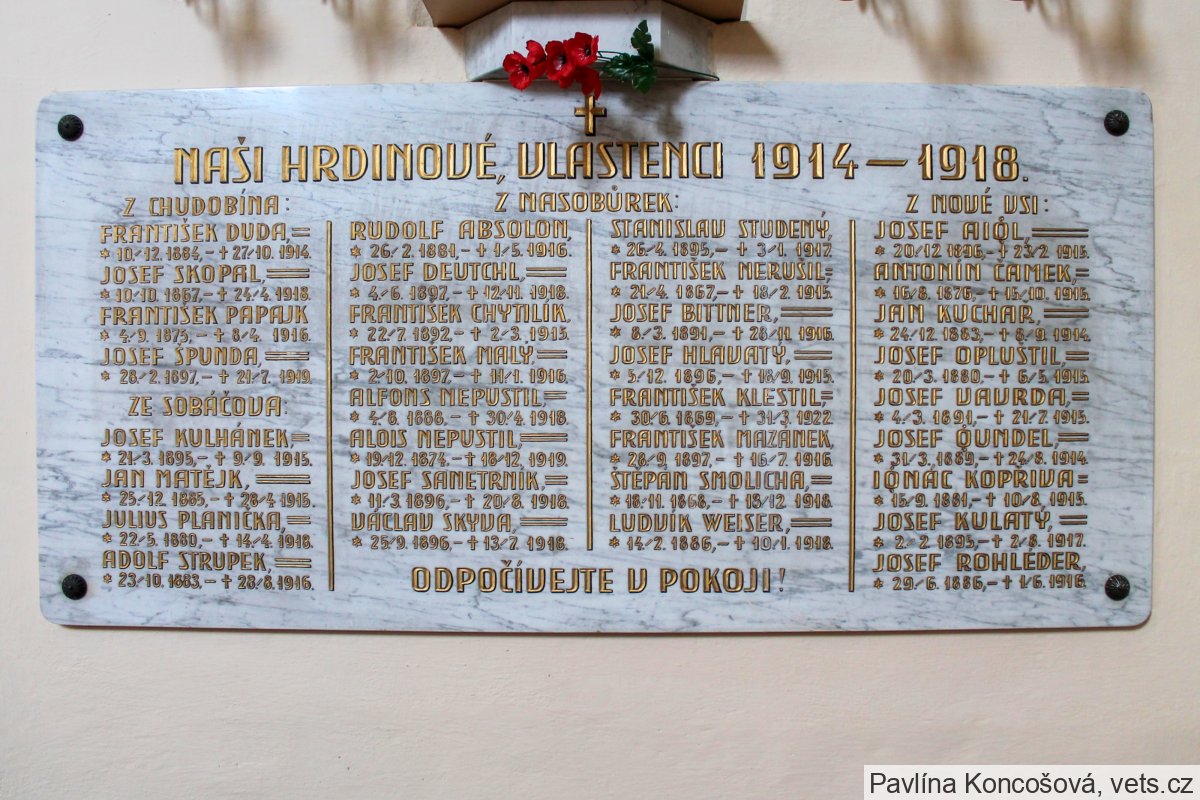 NAŠI HRDINOVÉ, VLASTENCI 1914 — 1918.
Z CHUDOBÍNA:
FRANTIŠEK DUDA,
* 10/12. 1884,- ✝ 27/10. 1914.
JOSEF SKOPAL,
* 10/10. 1867,- ✝ 24/4. 1918.
FRANTIŠEK PAPAJK
* 4/9. 1875,- ✝ 8/4. 1916.
JOSEF ŠPUNDA,
* 28/2. 1897,- ✝ 21/7. 1919.
ZE SOBÁČOVA:
JOSEF KULHÁNEK,
* 21/3. 1895,- ✝ 9/9. 1915.
JAN MATĚJK,
* 25/12. 1885,- ✝ 28/4. 1915.
JULIUS PLANIČKA,
* 22/5. 1880,- ✝ 14/4. 1918.
ADOLF STRUPEK,
* 23/10. 1883,- ✝ 28/8. 1916.
Z NASOBŮREK:
RUDOLF ABSOLON,
* 26/2. 1881,- ✝ 1/5. 1916.
JOSEF DEUTCHL,
* 4/6. 1897,- ✝ 12/11. 1918.
FRANTIŠEK CHYTILÍK,
* 22/7. 1892,- ✝ 2/3. 1915.
FRANTIŠEK MALÝ
* 2/10. 1897.- ✝ 11/1. 1916.
ALFONS NEPUSTIL,
* 4/8. 1886,- ✝ 30/4. 1918.
ALOIS NEPUSTIL,
* 19/12. 1874.- ✝ 18/12, 1919.
JOSEF SANETRNÍK,
* 11/3. 1896,- ✝ 20/8. 1918.
VÁCLAV SKYVA,
* 25/9. 1896,- ✝ 13/7. 1918.
STANISLAV STUDENÝ,
* 26/4. 1895,- ✝ 3/1. 1917.
FRANTIŠEK NERUŠIL
* 21/4. 1867,- ✝ 18/2. 1915.
JOSEF BITTNER,
* 8/3. 1891,- ✝ 28/11. 1916.
JOSEF HLAVATÝ,
* 5/12. 1896,- ✝ 18/9. 1915.
FRANTIŠEK KLEŠTIL,
* 30/6. 1869,- ✝ 31/3. 1922.
FRANTIŠEK MAZÁNEK,
* 28/9. 1897,- ✝ 16/7. 1916.
ŠTĚPÁN SMOLICHA,
* 18/11. 1868,- ✝ 18/12. 1918.
LUDVÍK WEISER,
* 14/2. 1886,- ✝ 10/1. 1918.
ODPOČÍVEJTE V POKOJI!
Z NOVÉ VSI:
JOSEF AIGL,
* 20/12. 1896,- ✝ 23/2. 1915.
ANTONÍN ČAMEK,
* 16/8. 1876,- ✝ 15/10. 1915.
JAN KUCHAŘ,
* 24/12. 1883,- ✝ 8/9. 1914.
JOSEF OPLUŠTIL,
* 20/3. 1880,- ✝ 6/5. 1915.
JOSEF VAVRDA,
* 4/3. 1891,- ✝ 21/7. 1915.
JOSEF GUNDEL,
* 31/3. 1889,- ✝ 24/8. 1914.
IGNÁC KOPŘIVA
* 15/9. 1881,- ✝ 10/8. 1915.
JOSEF KULATÝ,
* 2/2. 1895,- ✝ 2/8. 1917.
JOSEF ROHLÉDER,
* 29/6. 1886,- ✝ 1/6. 1916.
Pavlína Koncošová, vets.cz